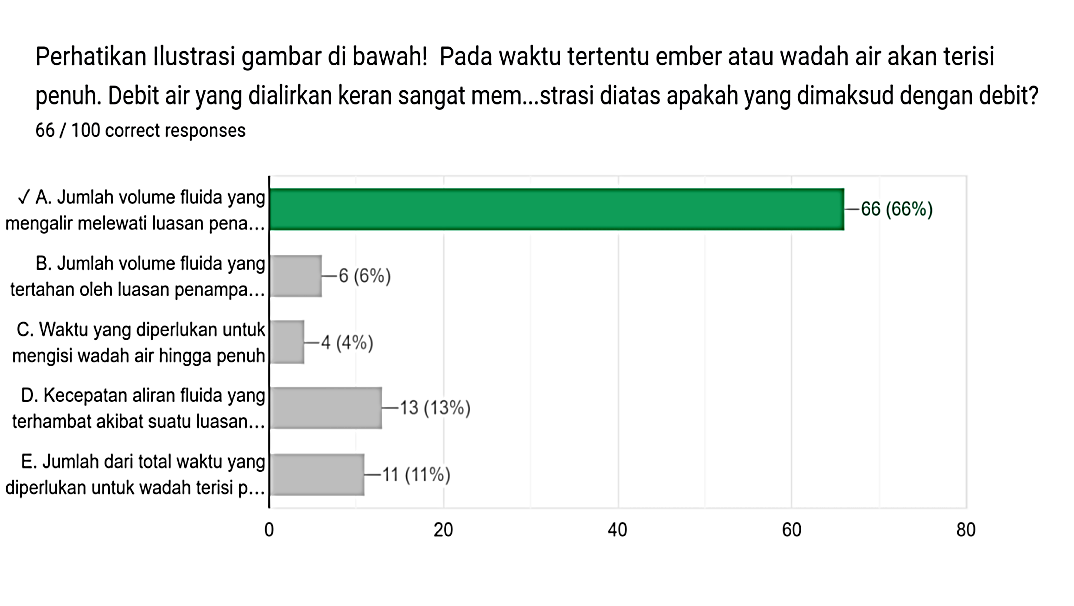 Perhatikan Ilustrasi gambar di bawah!  Pada waktu tertentu ember atau wadah air akan terisi
penuh. Debit air yang dialirkan keran sangat mem...strasi diatas apakah yang dimaksud dengan debit?
66 / 100 correct responses
✓ A. Jumlah volume fluida yang
mengalir melewati luasan pena...
66 (66%)
B. Jumlah volume fluida yang
tertahan oleh luasan penampa...
6 (6%)
C. Waktu yang diperlukan untuk
mengisi wadah air hingga penuh
4 (4%)
D. Kecepatan aliran fluida yang
terhambat akibat suatu luasan...
13 (13%)
E. Jumlah dari total waktu yang
diperlukan untuk wadah terisi p...
11 (11%)
0 20 40 60 80